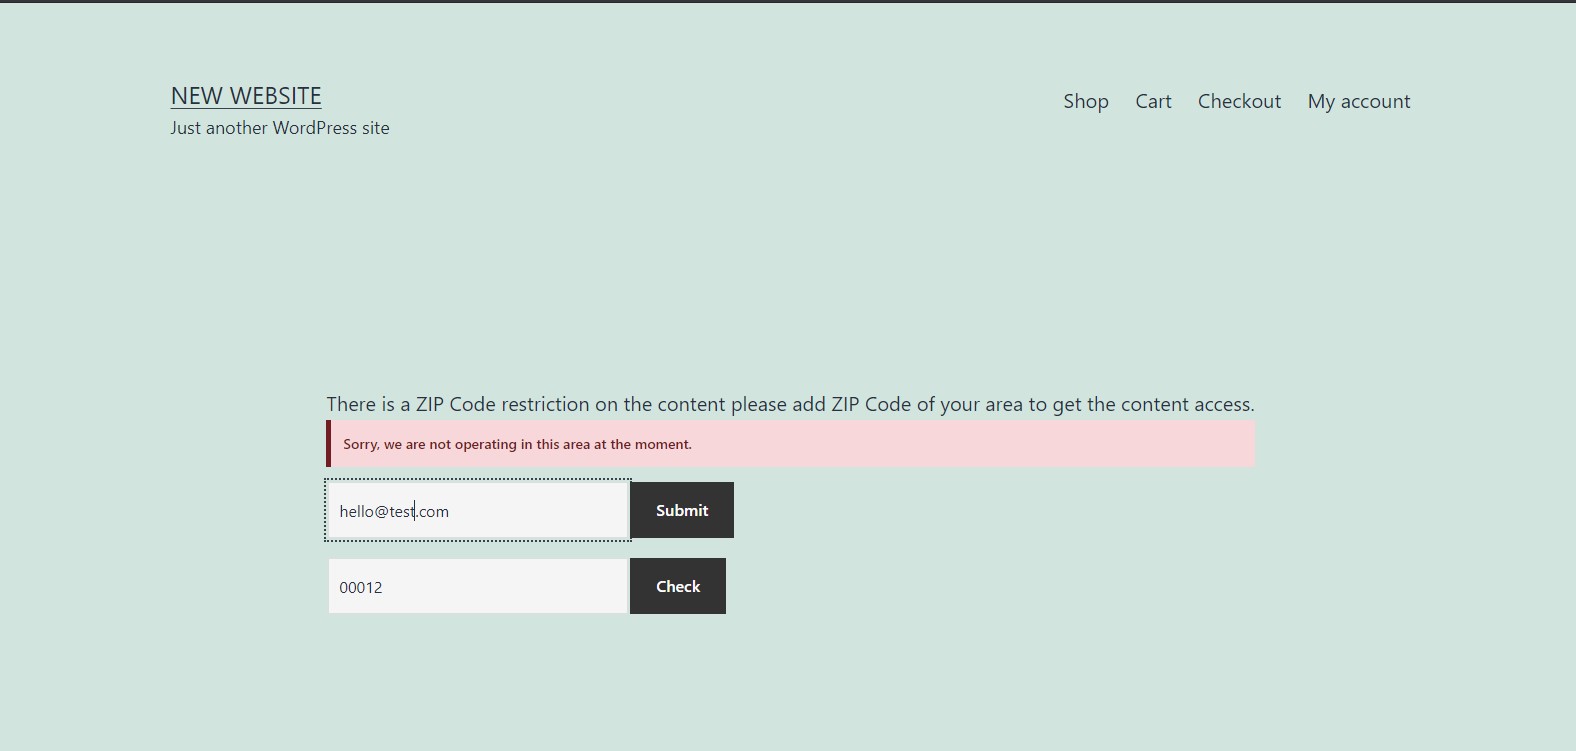 NEW WEBSITE
Just another WordPress site
Shop Cart Checkout My account
There is a ZIP Code restriction on the content please add ZIP Code of your area to get the content access.
Sorry, we are not operating in this area at the moment.
hello@test.com Submit
00012 Check